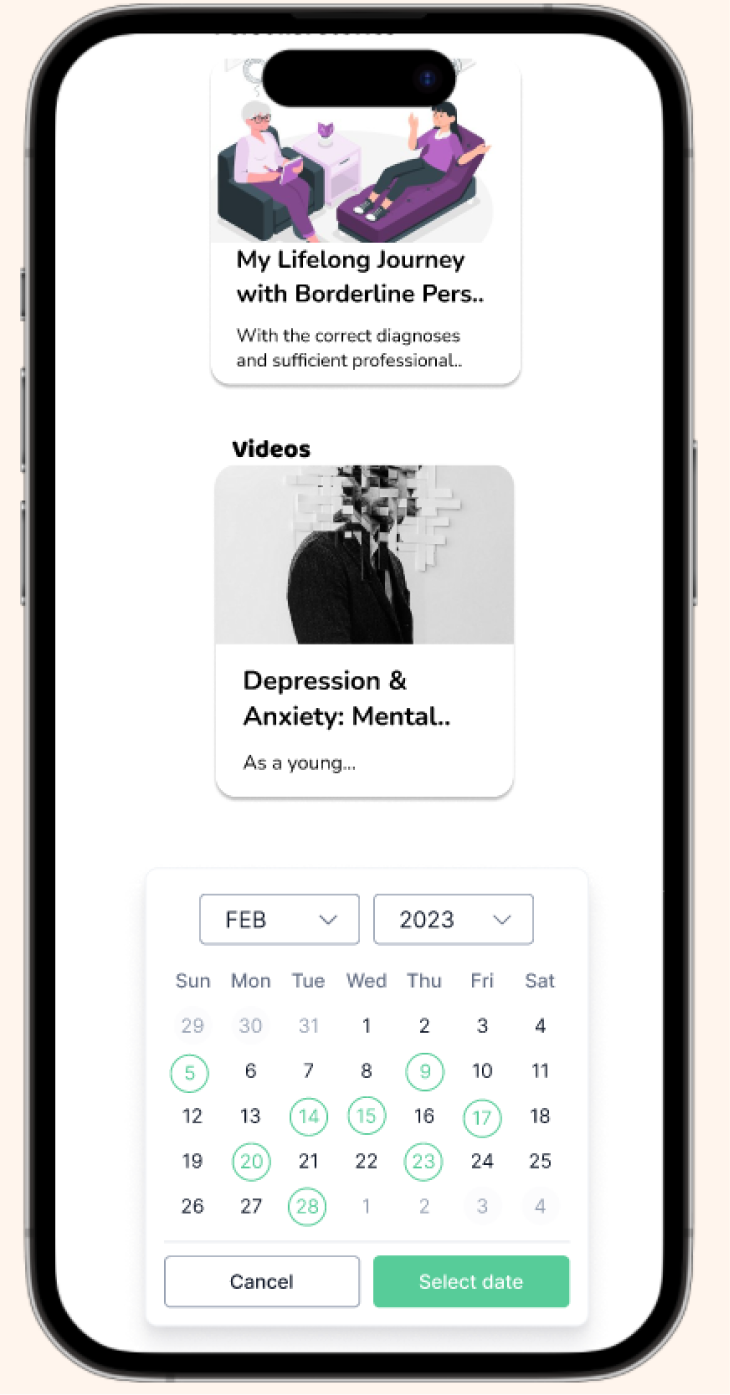 My Lifelong Journey
with Borderline Pers..
With the correct diagnoses
and sufficient professional..
Videos
Depression &
Anxiety: Mental..
As a young...
FEB 2023
Sun Mon Tue Wed Thu Fri Sat
29 30 31 1 2 3 4
5 6 7 8 9 10 11
12 13 14 15 16 17 18
19 20 21 22 23 24 25
26 27 28 1 2 3 4
Cancel Select date